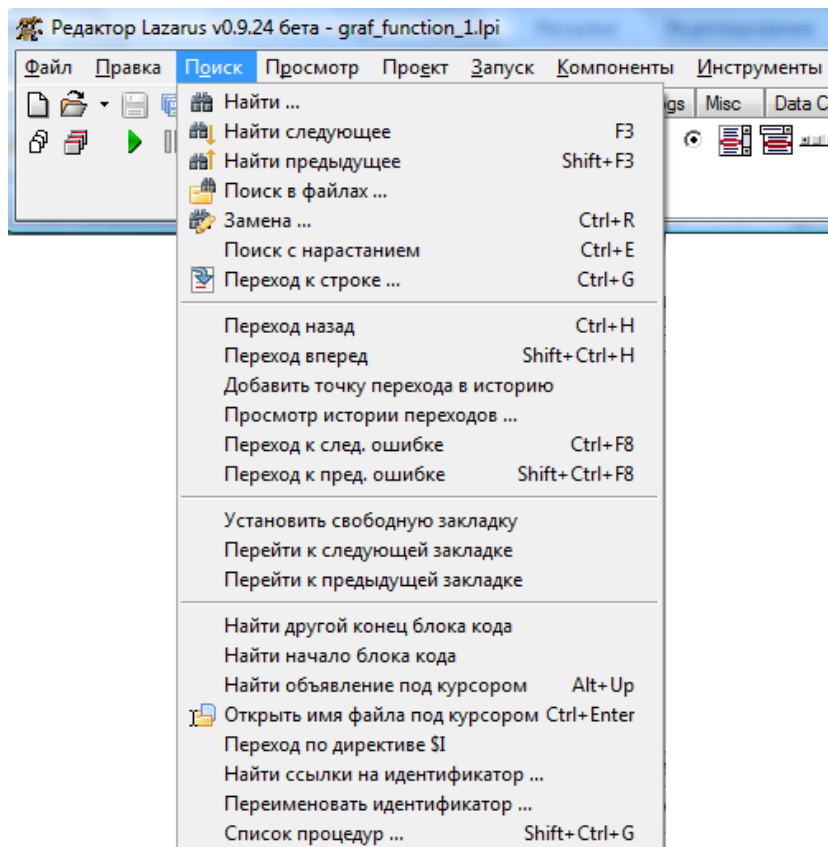 Редактор Lazarus v0.9.24 бета - graf_function_1.lpi
Файл Правка Поиск Просмотр Проект Запуск Компоненты Инструменты
Misc Data C
Найти ...
Найти следующее F3
Найти предыдущее Shift+F3
Поиск в файлах ...
Замена ... Ctrl+R
Поиск с нарастанием Ctrl+E
Переход к строке ... Ctrl+G
Переход назад Ctrl+H
Переход вперед Shift+Ctrl+H
Добавить точку перехода в историю
Просмотр истории переходов ...
Переход к след. ошибке Ctrl+F8
Переход к пред. ошибке Shift+Ctrl+F8
Установить свободную закладку
Перейти к следующей закладке
Перейти к предыдущей закладке
Найти другой конец блока кода
Найти начало блока кода
Найти объявление под курсором Alt+Up
Открыть имя файла под курсором Ctrl+Enter
Переход по директиве $I
Найти ссылки на идентификатор ...
Переименовать идентификатор ...
Список процедур ... Shift+Ctrl+G